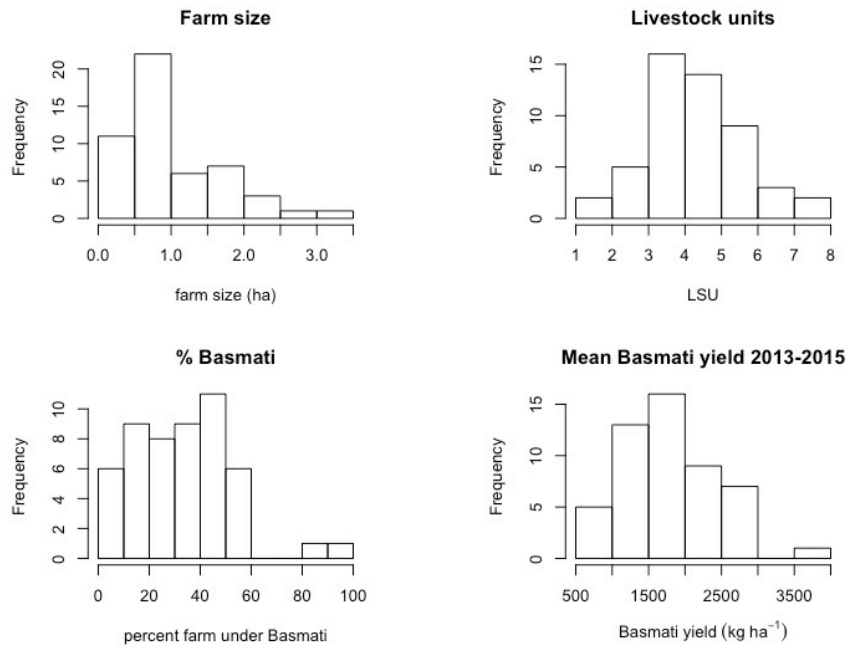 Farm size
Frequency
20
15
10
5
0
0.0 1.0 2.0 3.0
farm size (ha)
Livestock units
Frequency
15
10
5
0
1 2 3 4 5 6 7 8
LSU
% Basmati
Frequency
10
8
6
4
2
0
0 20 40 60 80 100
percent farm under Basmati
Mean Basmati yield 2013-2015
Frequency
15
10
5
0
500 1500 2500 3500
Basmati yield (kg ha⁻¹)